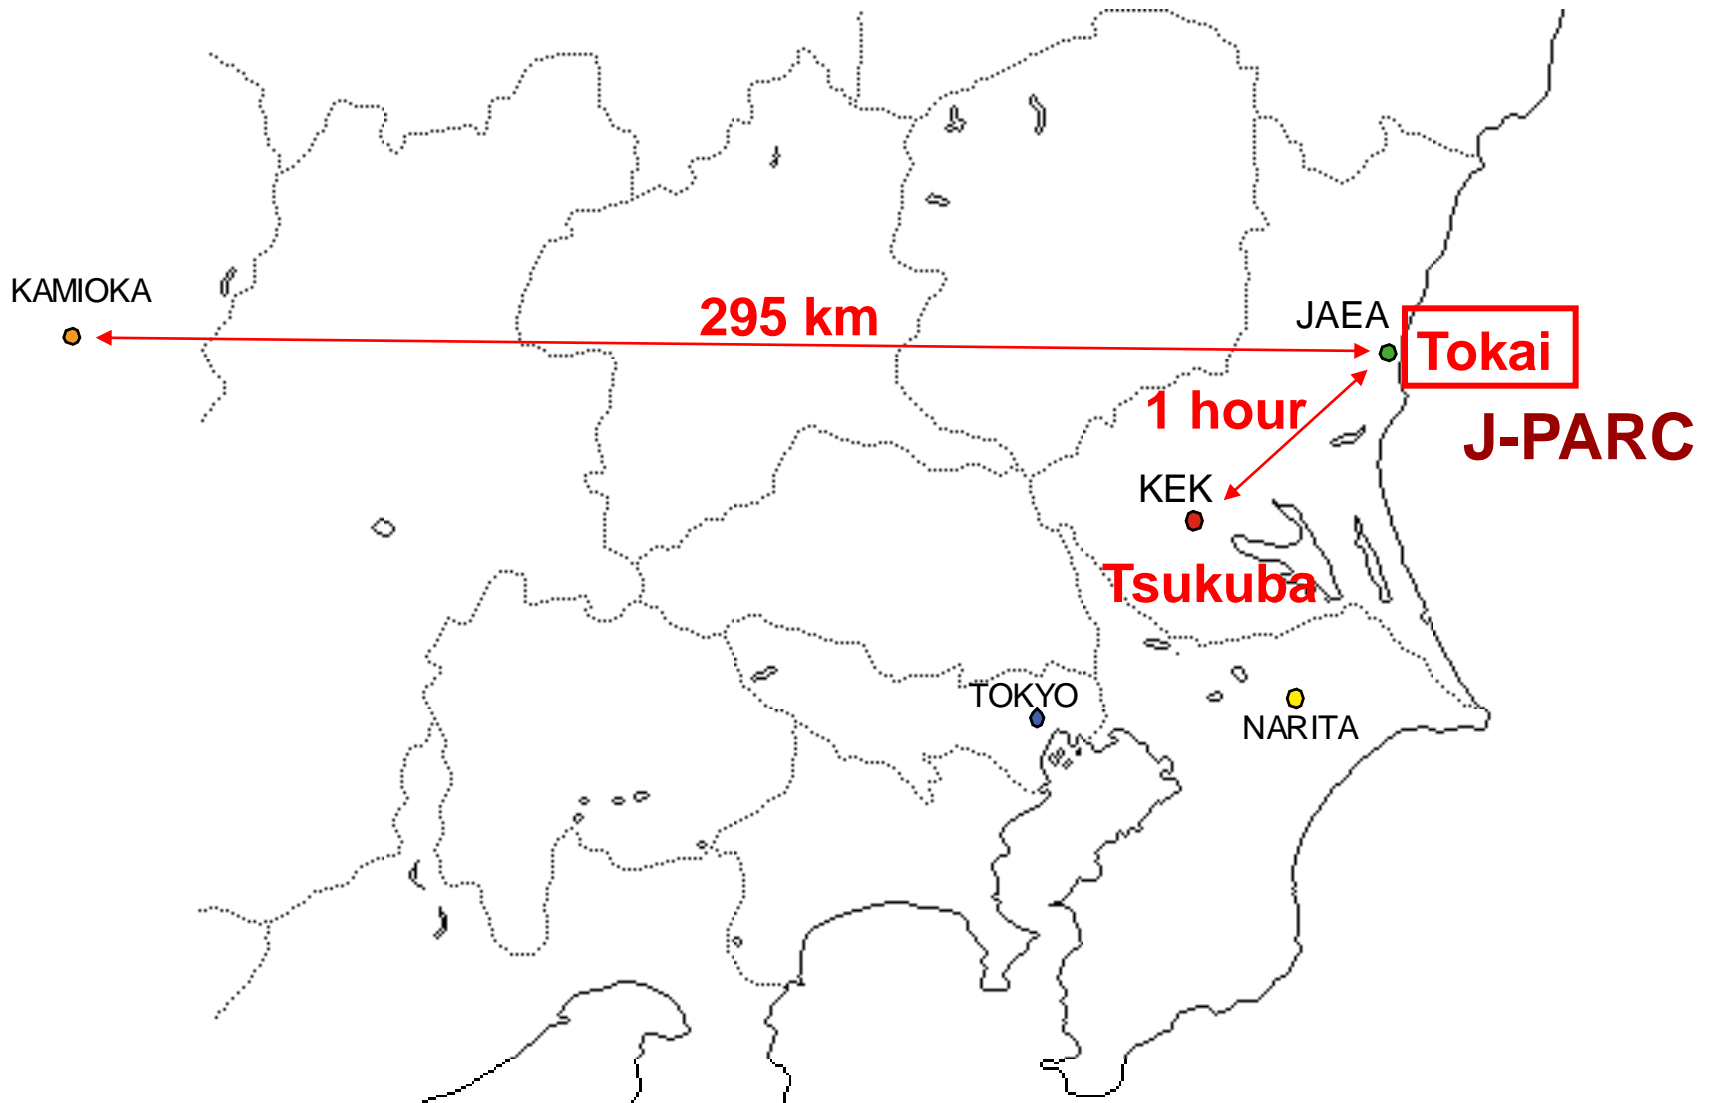 KAMIOKA
295 km
JAEA
Tokai
1 hour
J-PARC
KEK
Tsukuba
TOKYO
NARITA